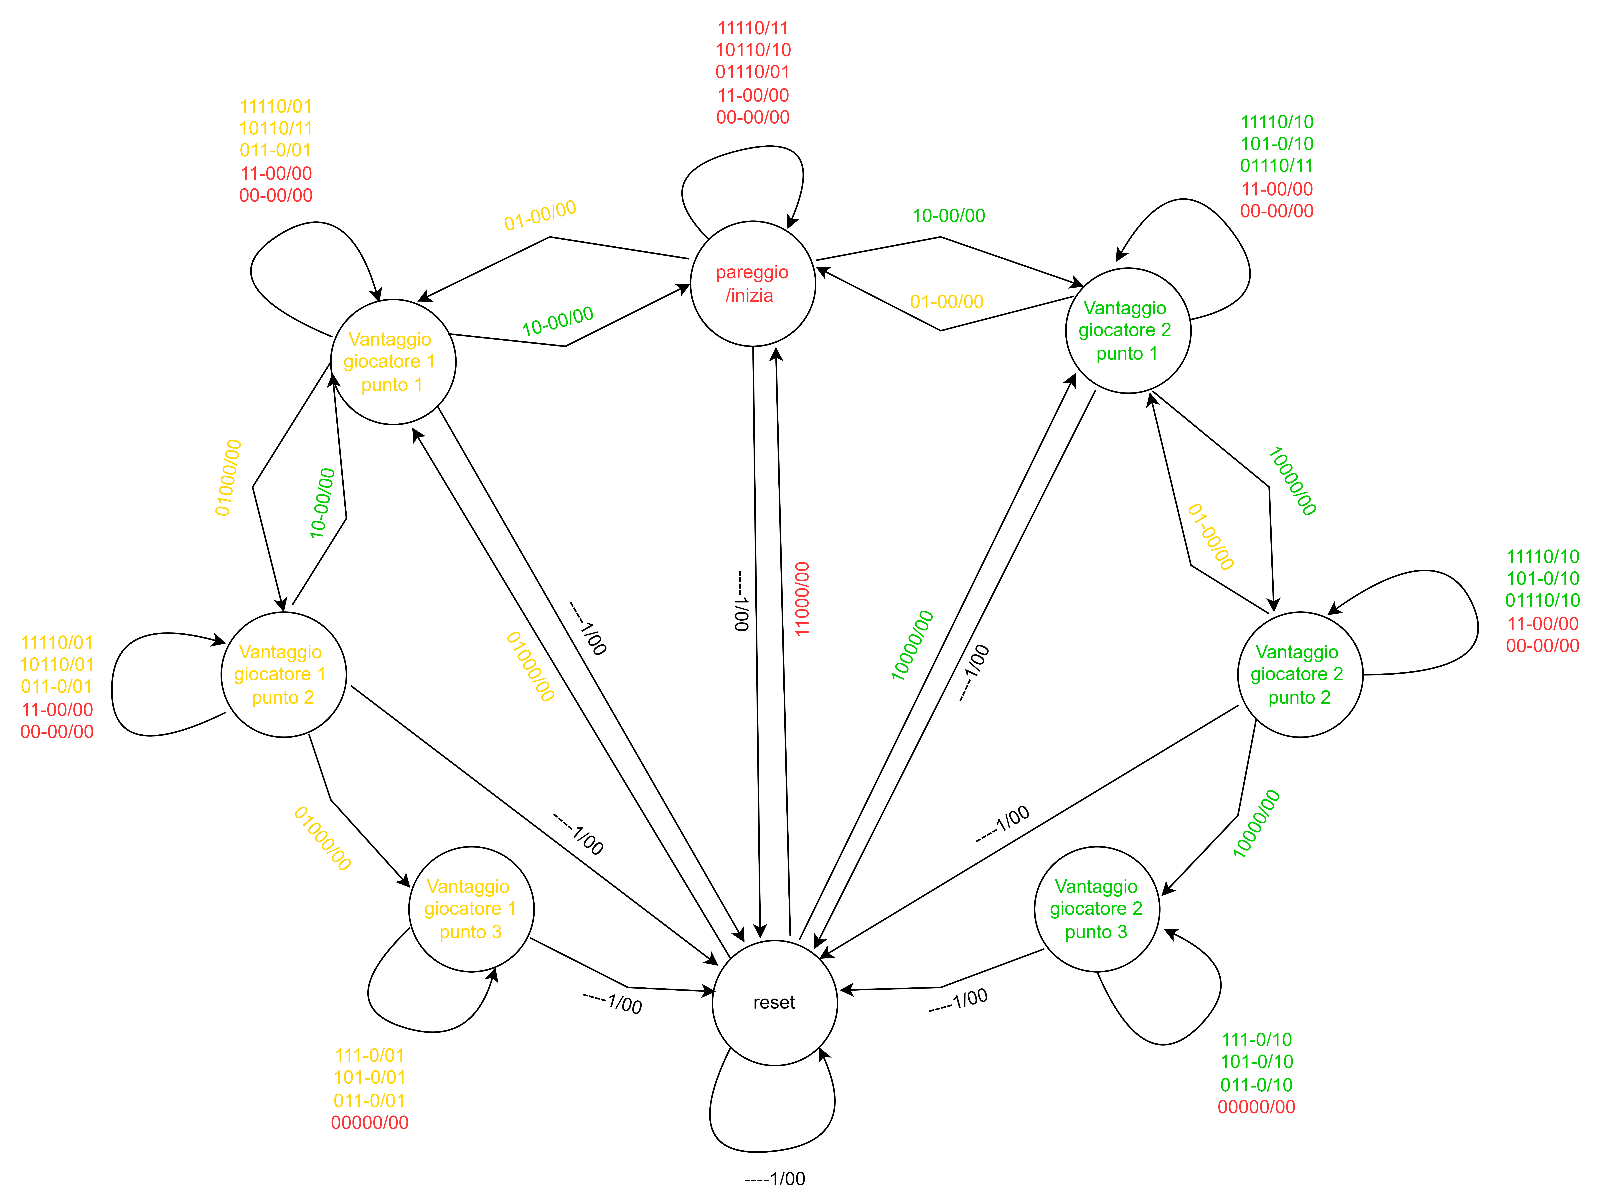 11110/11
10110/10
01110/01
11-00/00
00-00/00
11110/01
10110/11
011-0/01
11-00/00
00-00/00
11110/10
101-0/10
01110/11
11-00/00
00-00/00
01-00/00
10-00/00
pareggio
/inizia
10-00/00
01-00/00
Vantaggio
giocatore 1
punto 1
Vantaggio
giocatore 2
punto 1
01000/00
10-00/00
10000/00
01-00/00
----1/00
11000/00
----1/00
01000/00
10000/00
----1/00
11110/10
101-0/10
01110/10
11-00/00
00-00/00
11110/01
10110/01
011-0/01
11-00/00
00-00/00
Vantaggio
giocatore 1
punto 2
Vantaggio
giocatore 2
punto 2
01000/00
----1/00
----1/00
10000/00
Vantaggio
giocatore 1
punto 3
Vantaggio
giocatore 2
punto 3
----1/00
reset
----1/00
111-0/01
101-0/01
011-0/01
00000/00
111-0/10
101-0/10
011-0/10
00000/00
----1/00